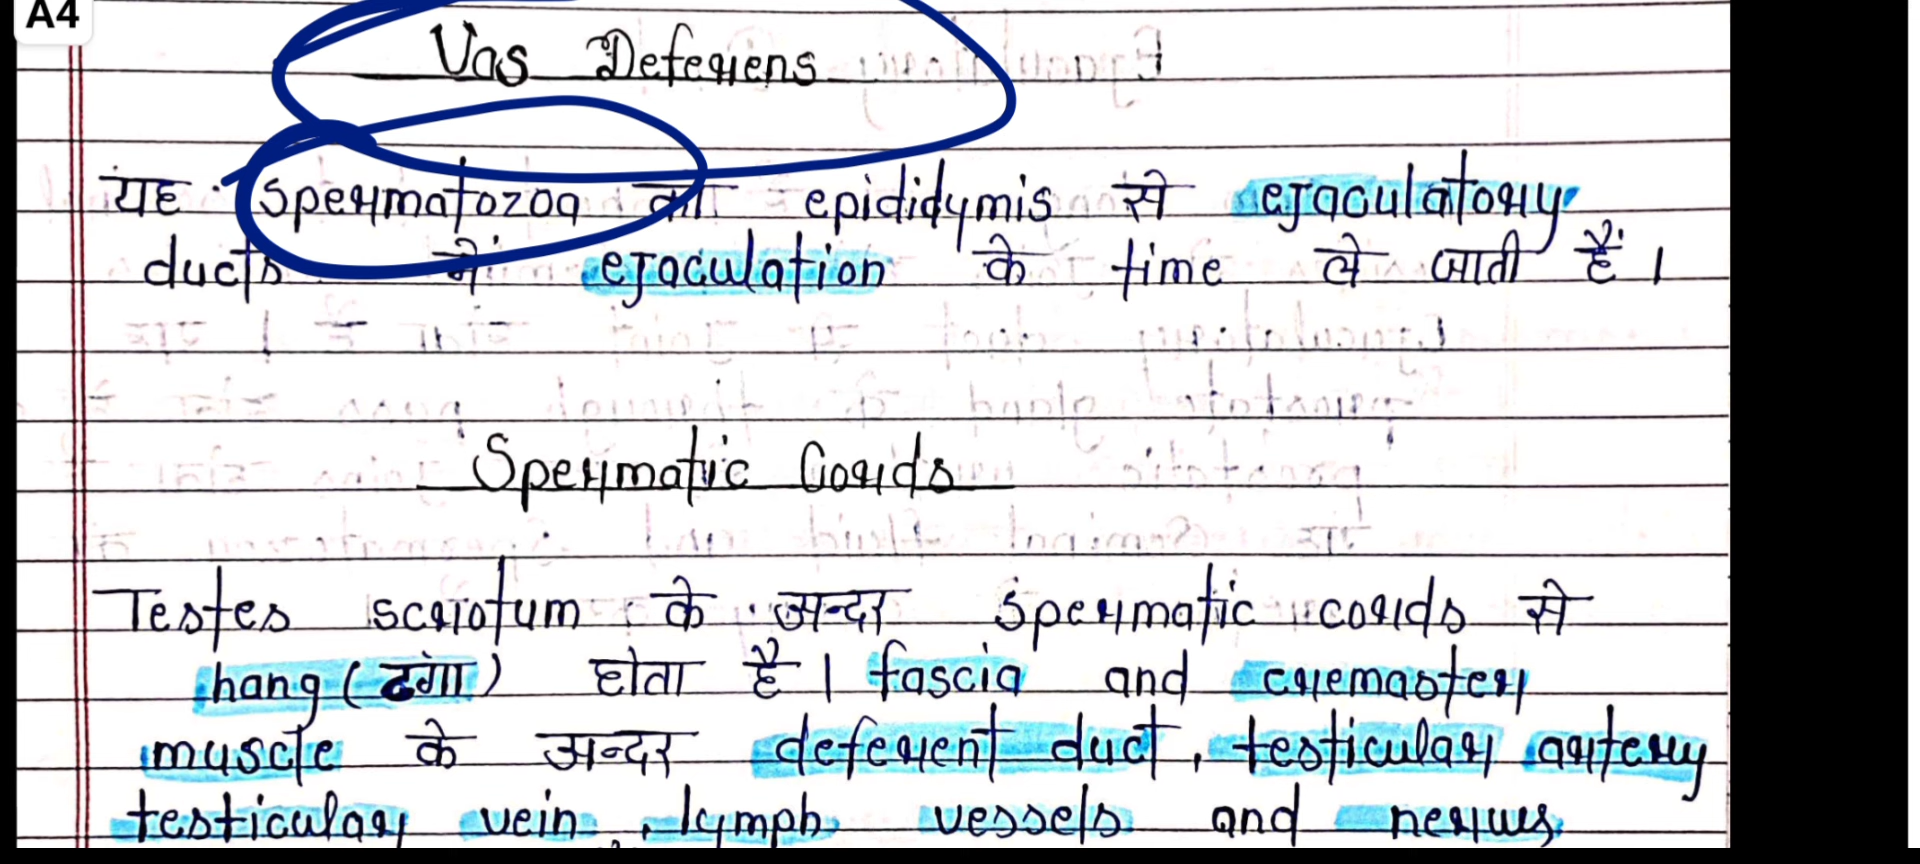 A4
Vas Deferens
यह spermatozoa को epididymis से ejaculatory
ducts में ejaculation के time ले जाती है।
Spermatic Cords
Testes scrotum के अन्दर spermatic cords से
hang (टंगा) होता है। fascia and cremaster
muscle के अन्दर deferent duct, testicular artery
testicular vein, lymph vessels and nerves